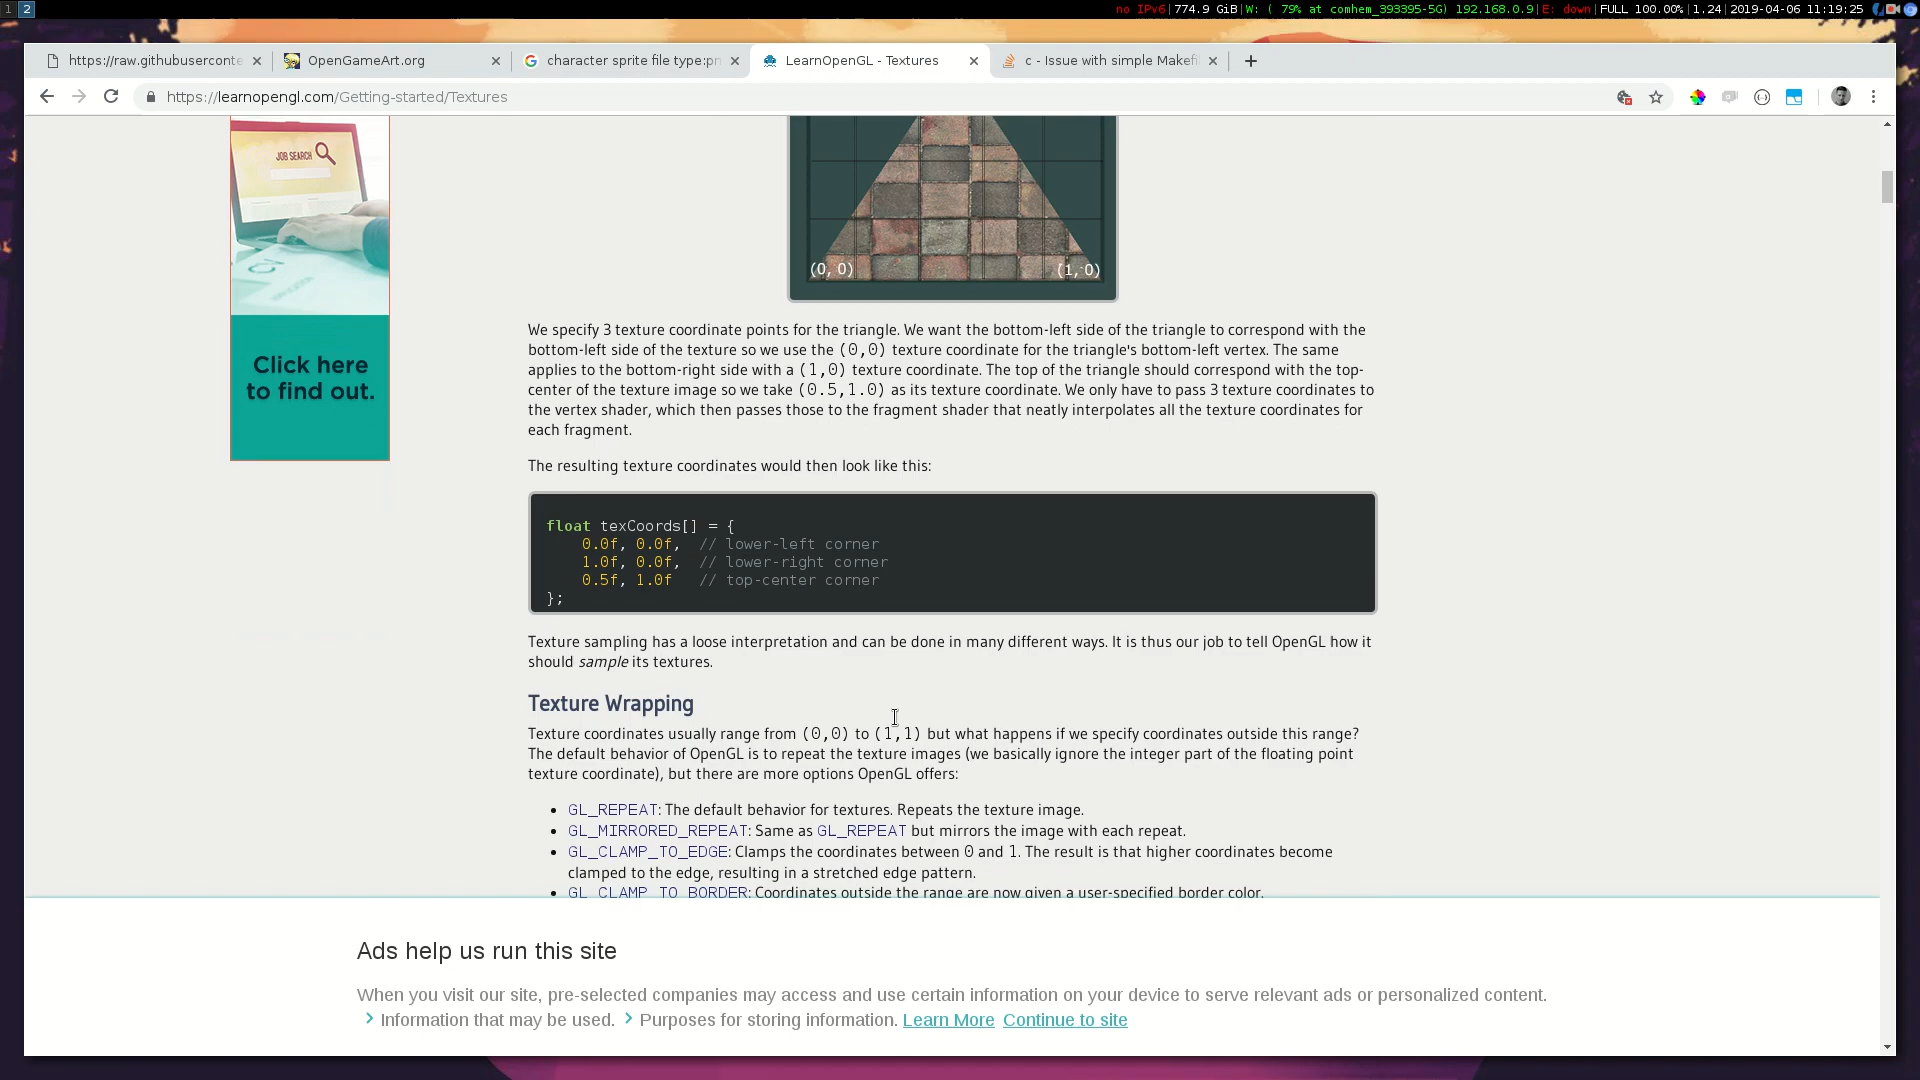 1 2 no IPv6|774.9 GiB|W: ( 79% at comhem_393395-5G) 192.168.0.9|E: down|FULL 100.00%|1.24|2019-04-06 11:19:25
https://raw.githubuserconte OpenGameArt.org character sprite file type:pn LearnOpenGL - Textures c - Issue with simple Makefi
https://learnopengl.com/Getting-started/Textures
JOB SEARCH
Click here
to find out.
(0, 0) (1, 0)
We specify 3 texture coordinate points for the triangle. We want the bottom-left side of the triangle to correspond with the
bottom-left side of the texture so we use the (0,0) texture coordinate for the triangle's bottom-left vertex. The same
applies to the bottom-right side with a (1,0) texture coordinate. The top of the triangle should correspond with the top-
center of the texture image so we take (0.5,1.0) as its texture coordinate. We only have to pass 3 texture coordinates to
the vertex shader, which then passes those to the fragment shader that neatly interpolates all the texture coordinates for
each fragment.
The resulting texture coordinates would then look like this:
float texCoords[] = {
0.0f, 0.0f, // lower-left corner
1.0f, 0.0f, // lower-right corner
0.5f, 1.0f // top-center corner
};
Texture sampling has a loose interpretation and can be done in many different ways. It is thus our job to tell OpenGL how it
should sample its textures.
Texture Wrapping
Texture coordinates usually range from (0,0) to (1,1) but what happens if we specify coordinates outside this range?
The default behavior of OpenGL is to repeat the texture images (we basically ignore the integer part of the floating point
texture coordinate), but there are more options OpenGL offers:
• GL_REPEAT: The default behavior for textures. Repeats the texture image.
• GL_MIRRORED_REPEAT: Same as GL_REPEAT but mirrors the image with each repeat.
• GL_CLAMP_TO_EDGE: Clamps the coordinates between 0 and 1. The result is that higher coordinates become
clamped to the edge, resulting in a stretched edge pattern.
• GL_CLAMP_TO_BORDER: Coordinates outside the range are now given a user-specified border color.
Ads help us run this site
When you visit our site, pre-selected companies may access and use certain information on your device to serve relevant ads or personalized content.
Information that may be used. Purposes for storing information. Learn More Continue to site